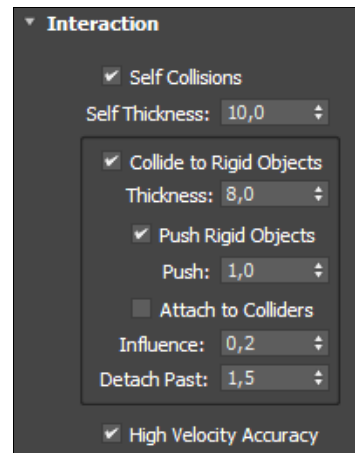 Interaction
Self Collisions
Self Thickness: 10,0
Collide to Rigid Objects
Thickness: 8,0
Push Rigid Objects
Push: 1,0
Attach to Colliders
Influence: 0,2
Detach Past: 1,5
High Velocity Accuracy